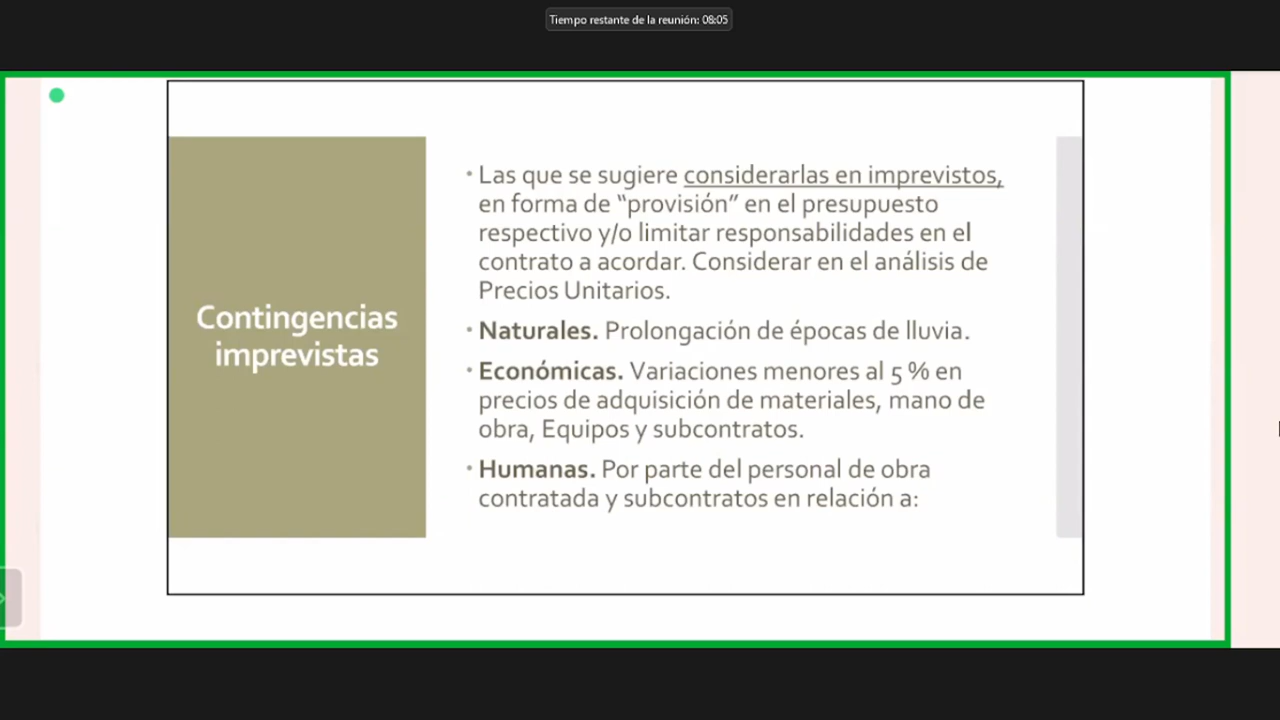 Tiempo restante de la reunión: 08:05
Contingencias
imprevistas
• Las que se sugiere considerarlas en imprevistos,
en forma de “provisión” en el presupuesto
respectivo y/o limitar responsabilidades en el
contrato a acordar. Considerar en el análisis de
Precios Unitarios.
• Naturales. Prolongación de épocas de lluvia.
• Económicas. Variaciones menores al 5 % en
precios de adquisición de materiales, mano de
obra, Equipos y subcontratos.
• Humanas. Por parte del personal de obra
contratada y subcontratos en relación a: